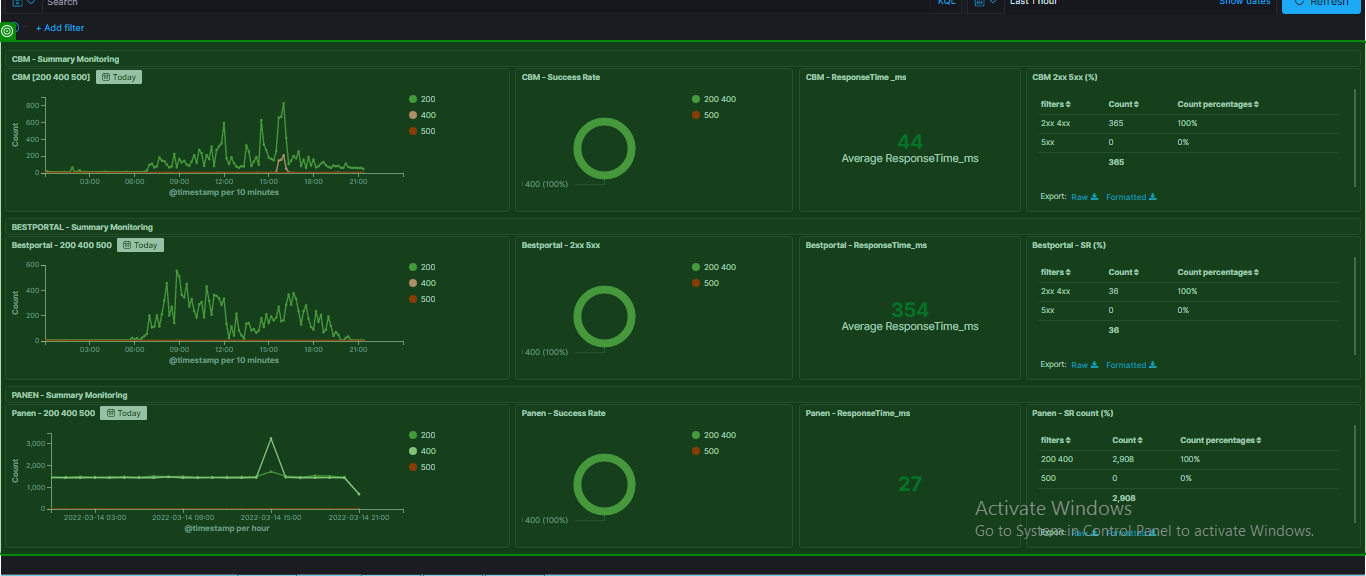 Search KQL Last 1 hour Show dates Refresh
+ Add filter
CBM - Summary Monitoring
CBM [200 400 500] Today
800
600
400
200
0
Count
03:00 06:00 09:00 12:00 15:00 18:00 21:00
@timestamp per 10 minutes
200
400
500
CBM - Success Rate
200 400
500
400 (100%)
CBM - ResponseTime _ms
44
Average ResponseTime_ms
CBM 2xx 5xx (%)
filters Count Count percentages
2xx 4xx 365 100%
5xx 0 0%
365
Export: Raw Formatted
BESTPORTAL - Summary Monitoring
Bestportal - 200 400 500 Today
600
400
200
0
Count
03:00 06:00 09:00 12:00 15:00 18:00 21:00
@timestamp per 10 minutes
200
400
500
Bestportal - 2xx 5xx
200 400
500
400 (100%)
Bestportal - ResponseTime_ms
354
Average ResponseTime_ms
Bestportal - SR (%)
filters Count Count percentages
2xx 4xx 36 100%
5xx 0 0%
36
Export: Raw Formatted
PANEN - Summary Monitoring
Panen - 200 400 500 Today
3,000
2,000
1,000
0
Count
2022-03-14 03:00 2022-03-14 09:00 2022-03-14 15:00 2022-03-14 21:00
@timestamp per hour
200
400
500
Panen - Success Rate
200 400
500
400 (100%)
Panen - ResponseTime_ms
27
Panen - SR count (%)
filters Count Count percentages
200 400 2,908 100%
500 0 0%
2,908
Export: Raw Formatted
Activate Windows
Go to System in Control Panel to activate Windows.